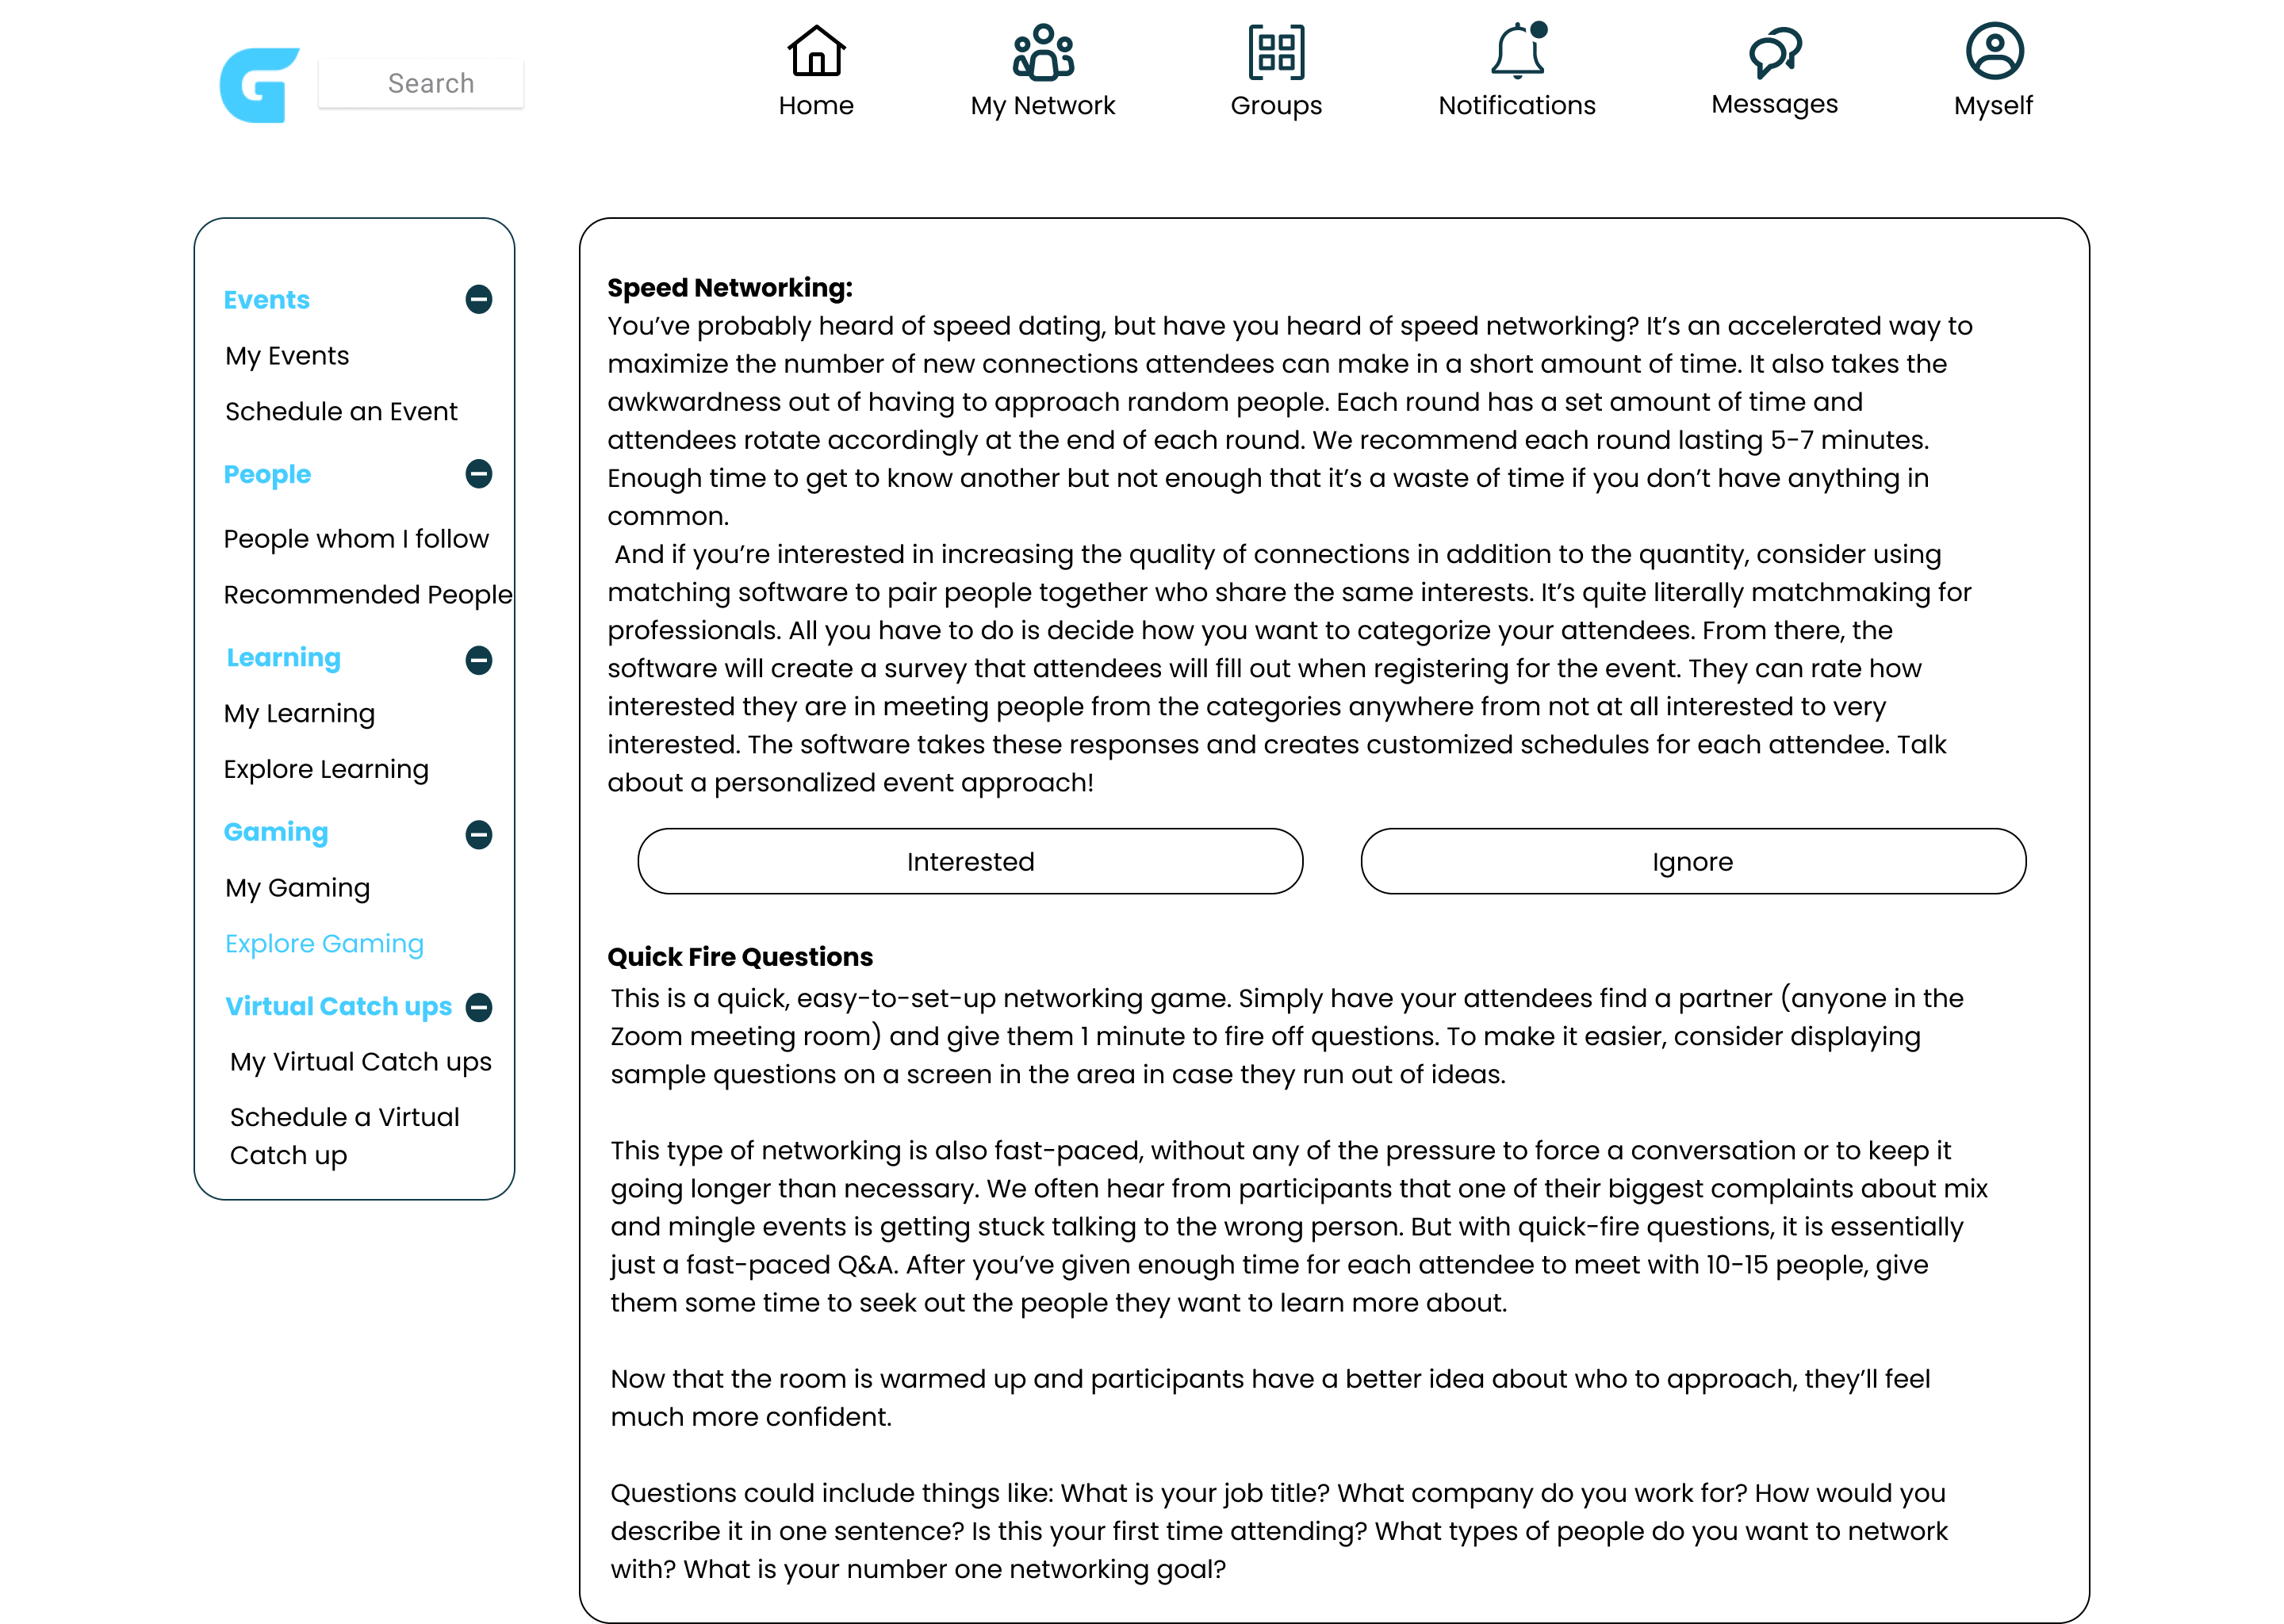 Search
Home
My Network
Groups
Notifications
Messages
Myself
Events
My Events
Schedule an Event
People
People whom I follow
Recommended People
Learning
My Learning
Explore Learning
Gaming
My Gaming
Explore Gaming
Virtual Catch ups
My Virtual Catch ups
Schedule a Virtual
Catch up
Speed Networking:
You’ve probably heard of speed dating, but have you heard of speed networking? It’s an accelerated way to
maximize the number of new connections attendees can make in a short amount of time. It also takes the
awkwardness out of having to approach random people. Each round has a set amount of time and
attendees rotate accordingly at the end of each round. We recommend each round lasting 5-7 minutes.
Enough time to get to know another but not enough that it’s a waste of time if you don’t have anything in
common.
And if you’re interested in increasing the quality of connections in addition to the quantity, consider using
matching software to pair people together who share the same interests. It’s quite literally matchmaking for
professionals. All you have to do is decide how you want to categorize your attendees. From there, the
software will create a survey that attendees will fill out when registering for the event. They can rate how
interested they are in meeting people from the categories anywhere from not at all interested to very
interested. The software takes these responses and creates customized schedules for each attendee. Talk
about a personalized event approach!
Interested
Ignore
Quick Fire Questions
This is a quick, easy-to-set-up networking game. Simply have your attendees find a partner (anyone in the
Zoom meeting room) and give them 1 minute to fire off questions. To make it easier, consider displaying
sample questions on a screen in the area in case they run out of ideas.
This type of networking is also fast-paced, without any of the pressure to force a conversation or to keep it
going longer than necessary. We often hear from participants that one of their biggest complaints about mix
and mingle events is getting stuck talking to the wrong person. But with quick-fire questions, it is essentially
just a fast-paced Q&A. After you’ve given enough time for each attendee to meet with 10-15 people, give
them some time to seek out the people they want to learn more about.
Now that the room is warmed up and participants have a better idea about who to approach, they’ll feel
much more confident.
Questions could include things like: What is your job title? What company do you work for? How would you
describe it in one sentence? Is this your first time attending? What types of people do you want to network
with? What is your number one networking goal?